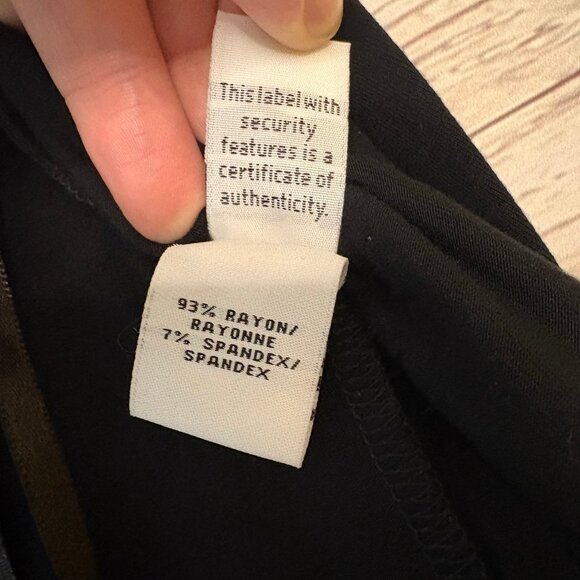 This label with
security
features is a
certificate of
authenticity.
93% RAYON/
RAYONNE
7% SPANDEX/
SPANDEX